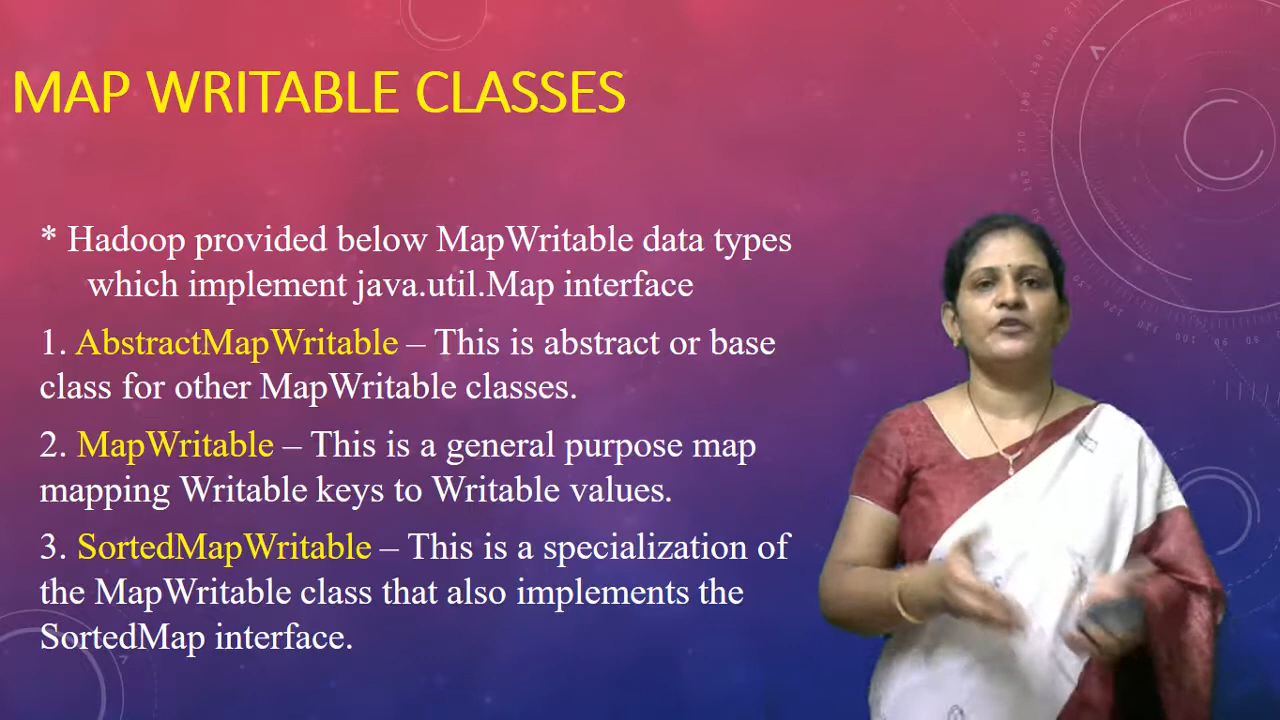 MAP WRITABLE CLASSES
* Hadoop provided below MapWritable data types
which implement java.util.Map interface
1. AbstractMapWritable – This is abstract or base
class for other MapWritable classes.
2. MapWritable – This is a general purpose map
mapping Writable keys to Writable values.
3. SortedMapWritable – This is a specialization of
the MapWritable class that also implements the
SortedMap interface.